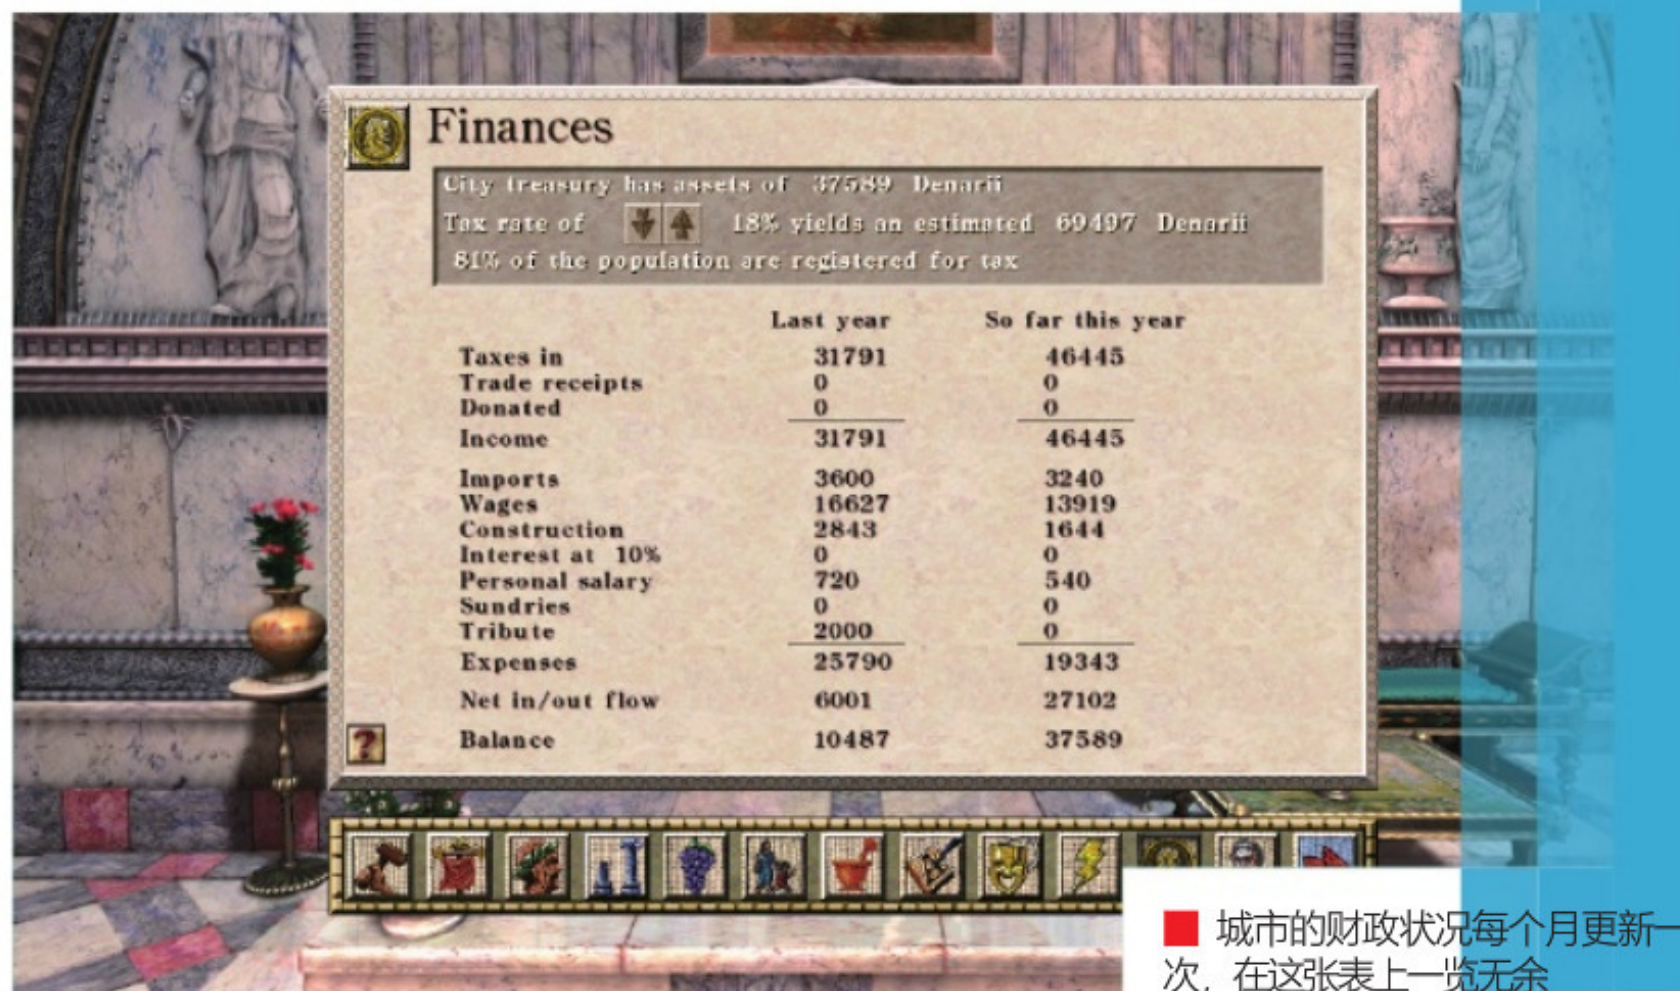 Finances
City treasury has assets of 37589 Denarii
Tax rate of 18% yields an estimated 69497 Denarii
81% of the population are registered for tax
Last year So far this year
Taxes in 31791 46445
Trade receipts 0 0
Donated 0 0
Income 31791 46445
Imports 3600 3240
Wages 16627 13919
Construction 2843 1644
Interest at 10% 0 0
Personal salary 720 540
Sundries 0 0
Tribute 2000 0
Expenses 25790 19343
Net in/out flow 6001 27102
Balance 10487 37589
?
城市的财政状况每个月更新一
次，在这张表上一览无余